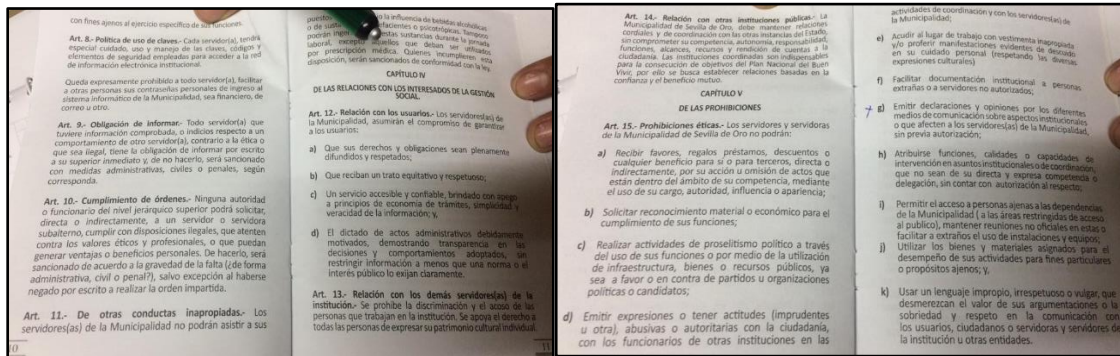 con fines ajenos al ejercicio específico de sus funciones.
Art. 8.- Política de uso de claves.- Cada servidor(a), tendrá
especial cuidado, uso y manejo de las claves, códigos y
elementos de seguridad empleados para acceder a la red
de información electrónica institucional.
Queda expresamente prohibido a todo servidor(a), facilitar
a otras personas sus contraseñas personales de ingreso al
sistema informático de la Municipalidad, sea financiero, de
correo u otro.
Art. 9.- Obligación de informar.- Todo servidor(a) que
tuviere información comprobada, o indicios respecto a un
comportamiento de otro servidor(a), contrario a la ética o
que sea ilegal, tiene la obligación de informar por escrito
a su superior inmediato y, de no hacerlo, será sancionado
con medidas administrativas, civiles o penales, según
corresponda.
Art. 10.- Cumplimiento de órdenes.- Ninguna autoridad
o funcionario del nivel jerárquico superior podrá solicitar,
directa o indirectamente, a un servidor o servidora
subalterno, cumplir con disposiciones ilegales, que atenten
contra los valores éticos y profesionales, o que puedan
generar ventajas o beneficios personales. De hacerlo, será
sancionado de acuerdo a la gravedad de la falta (¿de forma
administrativa, civil o penal?), salvo excepción al haberse
negado por escrito a realizar la orden impartida.
Art. 11.- De otras conductas inapropiadas.- Los
servidores(as) de la Municipalidad no podrán asistir a sus
puestos la influencia de bebidas alcohólicas
o de sust efacientes o psicotrópicas. Tampoco
podrán inger estas sustancias durante la jornada
laboral, excepto aquellos que deban ser utilizados
por prescripción médica. Quienes incumplieren esta
disposición, serán sancionados de conformidad con la ley.
CAPÍTULO IV
DE LAS RELACIONES CON LOS INTERESADOS DE LA GESTIÓN
SOCIAL.
Art. 12.- Relación con los usuarios.- Los servidores(as) de
la Municipalidad, asumirán el compromiso de garantizar
a los usuarios:
a) Que sus derechos y obligaciones sean plenamente
difundidos y respetados;
b) Que reciban un trato equitativo y respetuoso;
c) Un servicio accesible y confiable, brindado con apego
a principios de economía de trámites, simplicidad y
veracidad de la información; y,
d) El dictado de actos administrativos debidamente
motivados, demostrando transparencia en las
decisiones y comportamientos adoptados, sin
restringir información a menos que una norma o el
interés público lo exijan claramente.
Art. 13.- Relación con los demás servidores(as) de la
institución.- Se prohíbe la discriminación y el acoso de las
personas que trabajan en la institución. Se apoya el derecho a
todas las personas de expresar su patrimonio cultural individual.
Art. 14.- Relación con otras instituciones públicas.- La
Municipalidad de Sevilla de Oro, debe mantener relaciones
cordiales y de coordinación con las otras instancias del Estado,
sin comprometer su competencia, autonomía, responsabilidad,
funciones, alcances, recursos y rendición de cuentas a la
ciudadanía. Las instituciones coordinadas son indispensables
para la consecución de objetivos del Plan Nacional del Buen
Vivir, por ello se busca establecer relaciones basadas en la
confianza y el beneficio mutuo.
CAPÍTULO V
DE LAS PROHIBICIONES
Art. 15.- Prohibiciones éticas.- Los servidores y servidoras
de la Municipalidad de Sevilla de Oro no podrán:
a) Recibir favores, regalos préstamos, descuentos o
cualquier beneficio para sí o para terceros, directa o
indirectamente, por su acción u omisión de actos que
están dentro del ámbito de su competencia, mediante
el uso de su cargo, autoridad, influencia o apariencia;
b) Solicitar reconocimiento material o económico para el
cumplimiento de sus funciones;
c) Realizar actividades de proselitismo político a través
del uso de sus funciones o por medio de la utilización
de infraestructura, bienes o recursos públicos, ya
sea a favor o en contra de partidos u organizaciones
políticas o candidatos;
d) Emitir expresiones o tener actitudes (imprudentes
u otra), abusivas o autoritarias con la ciudadanía,
con los funcionarios de otras instituciones en las
actividades de coordinación y con los servidores(as) de
la Municipalidad;
e) Acudir al lugar de trabajo con vestimenta inapropiada
y/o proferir manifestaciones evidentes de descuido
en su cuidado personal (respetando las diversas
expresiones culturales)
f) Facilitar documentación institucional a personas
extrañas o a servidores no autorizados;
g) Emitir declaraciones y opiniones por los diferentes
medios de comunicación sobre aspectos institucionales
o que afecten a los servidores(as) de la Municipalidad,
sin previa autorización;
h) Atribuirse funciones, calidades o capacidades de
intervención en asuntos institucionales o de coordinación,
que no sean de su directa y expresa competencia o
delegación, sin contar con autorización al respecto;
i) Permitir el acceso a personas ajenas a las dependencias
de la Municipalidad ( a las áreas restringidas de acceso
al publico), mantener reuniones no oficiales en estas o
facilitar a extraños el uso de instalaciones y equipos;
j) Utilizar los bienes y materiales asignados para el
desempeño de sus actividades para fines particulares
o propósitos ajenos; y,
k) Usar un lenguaje impropio, irrespetuoso o vulgar, que
desmerezcan el valor de sus argumentaciones o la
sobriedad y respeto en la comunicación con
los usuarios, ciudadanos o servidoras y servidores de
la institución u otras entidades.